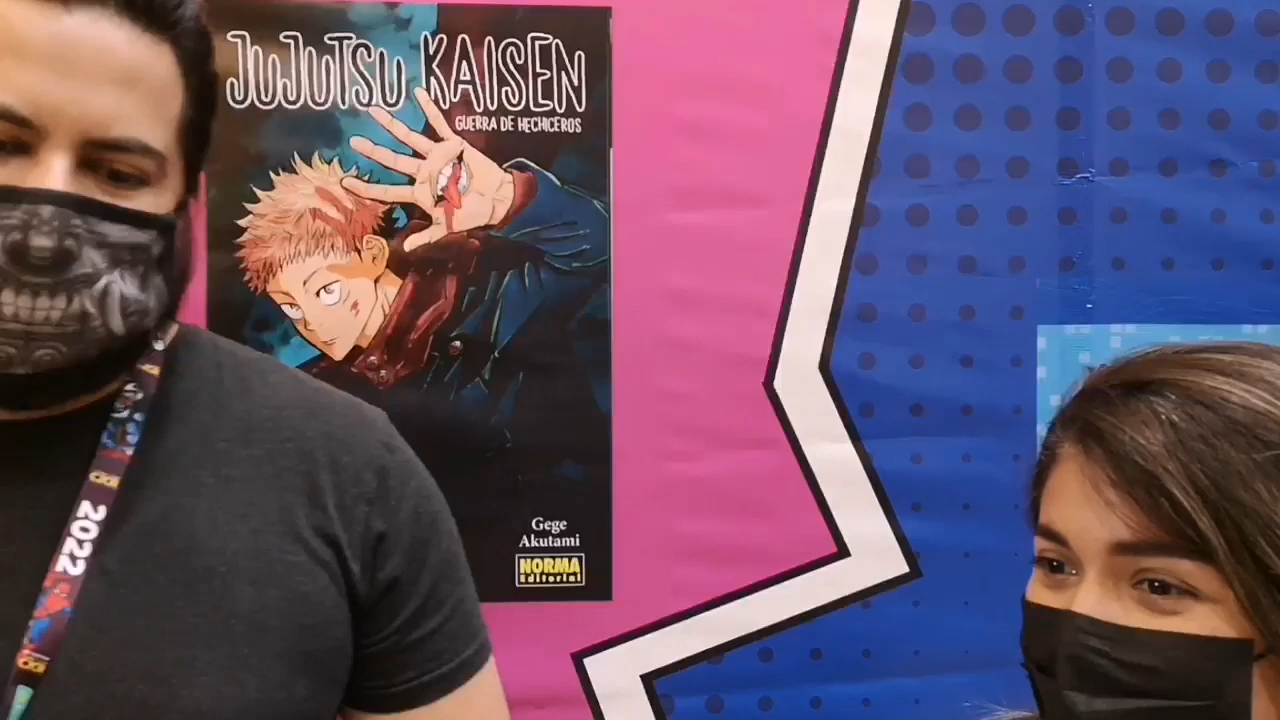 JUJUTSU KAISEN
GUERRA DE HECHICEROS
2022
Gege
Akutami
NORMA
Editorial